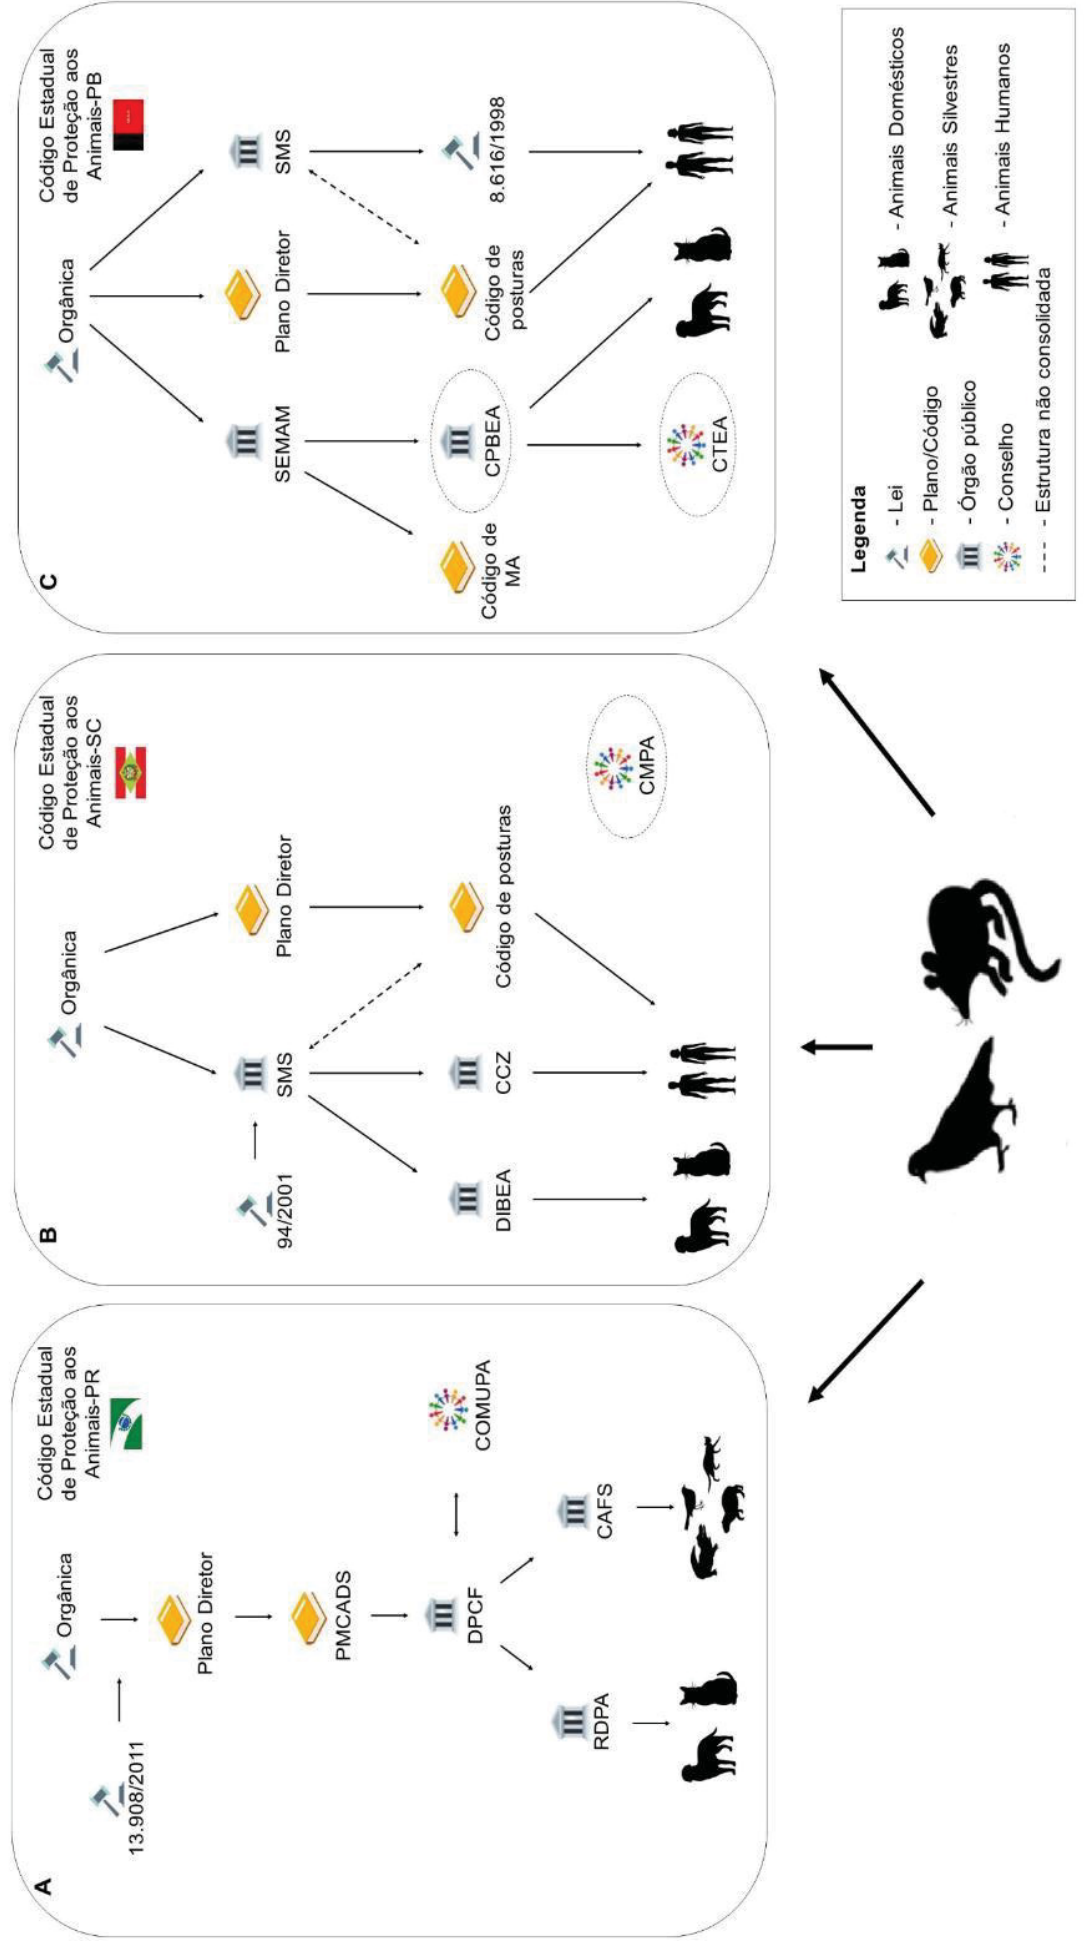 A
Código Estadual
de Proteção aos
Animais-PR
Orgânica
13.908/2011
Plano Diretor
PMCADS
DPCF
COMUPA
RDPA
CAFS
B
Código Estadual
de Proteção aos
Animais-SC
Orgânica
94/2001
SMS
Plano Diretor
DIBEA
CCZ
Código de posturas
CMPA
C
Código Estadual
de Proteção aos
Animais-PB
Orgânica
SEMAM
Plano Diretor
SMS
Código de
MA
CPBEA
Código de
posturas
8.616/1998
CTEA
Legenda
- Lei
- Plano/Código
- Órgão público
- Conselho
- Estrutura não consolidada
- Animais Domésticos
- Animais Silvestres
- Animais Humanos